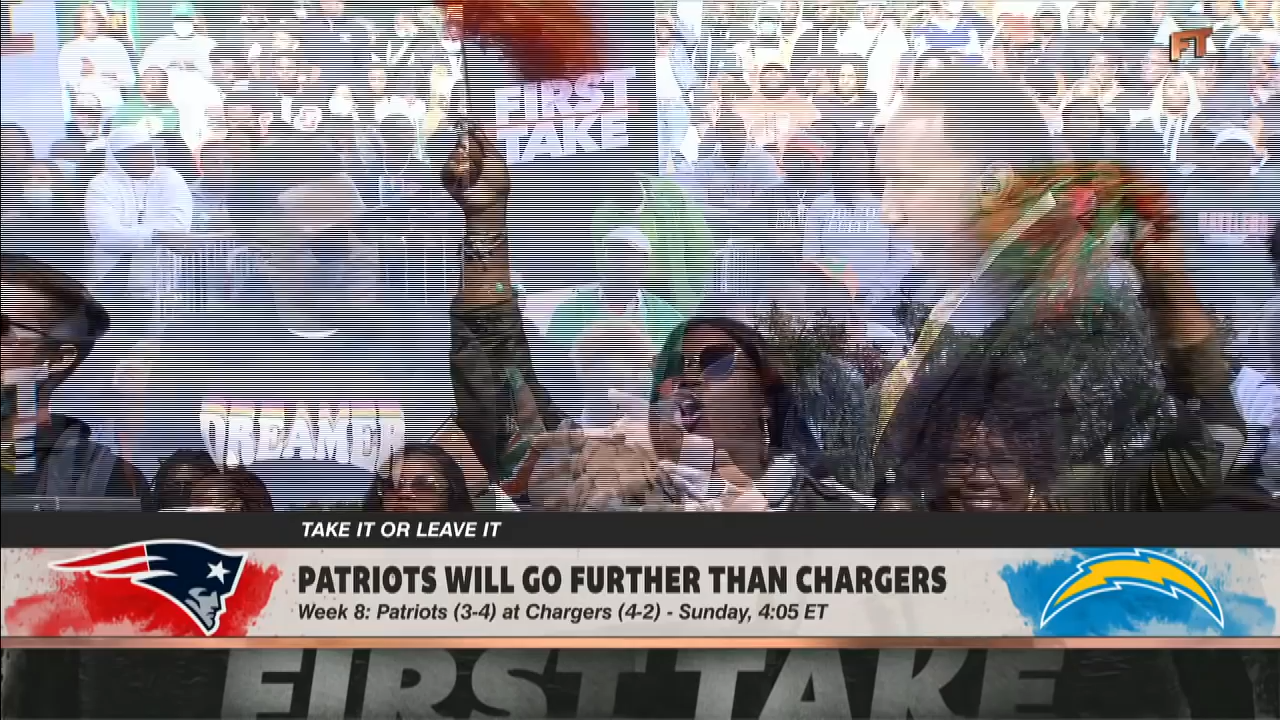 FT
FIRST
TAKE
DREAMER
TAKE IT OR LEAVE IT
PATRIOTS WILL GO FURTHER THAN CHARGERS
Week 8: Patriots (3-4) at Chargers (4-2) - Sunday, 4:05 ET
FIRST TAKE